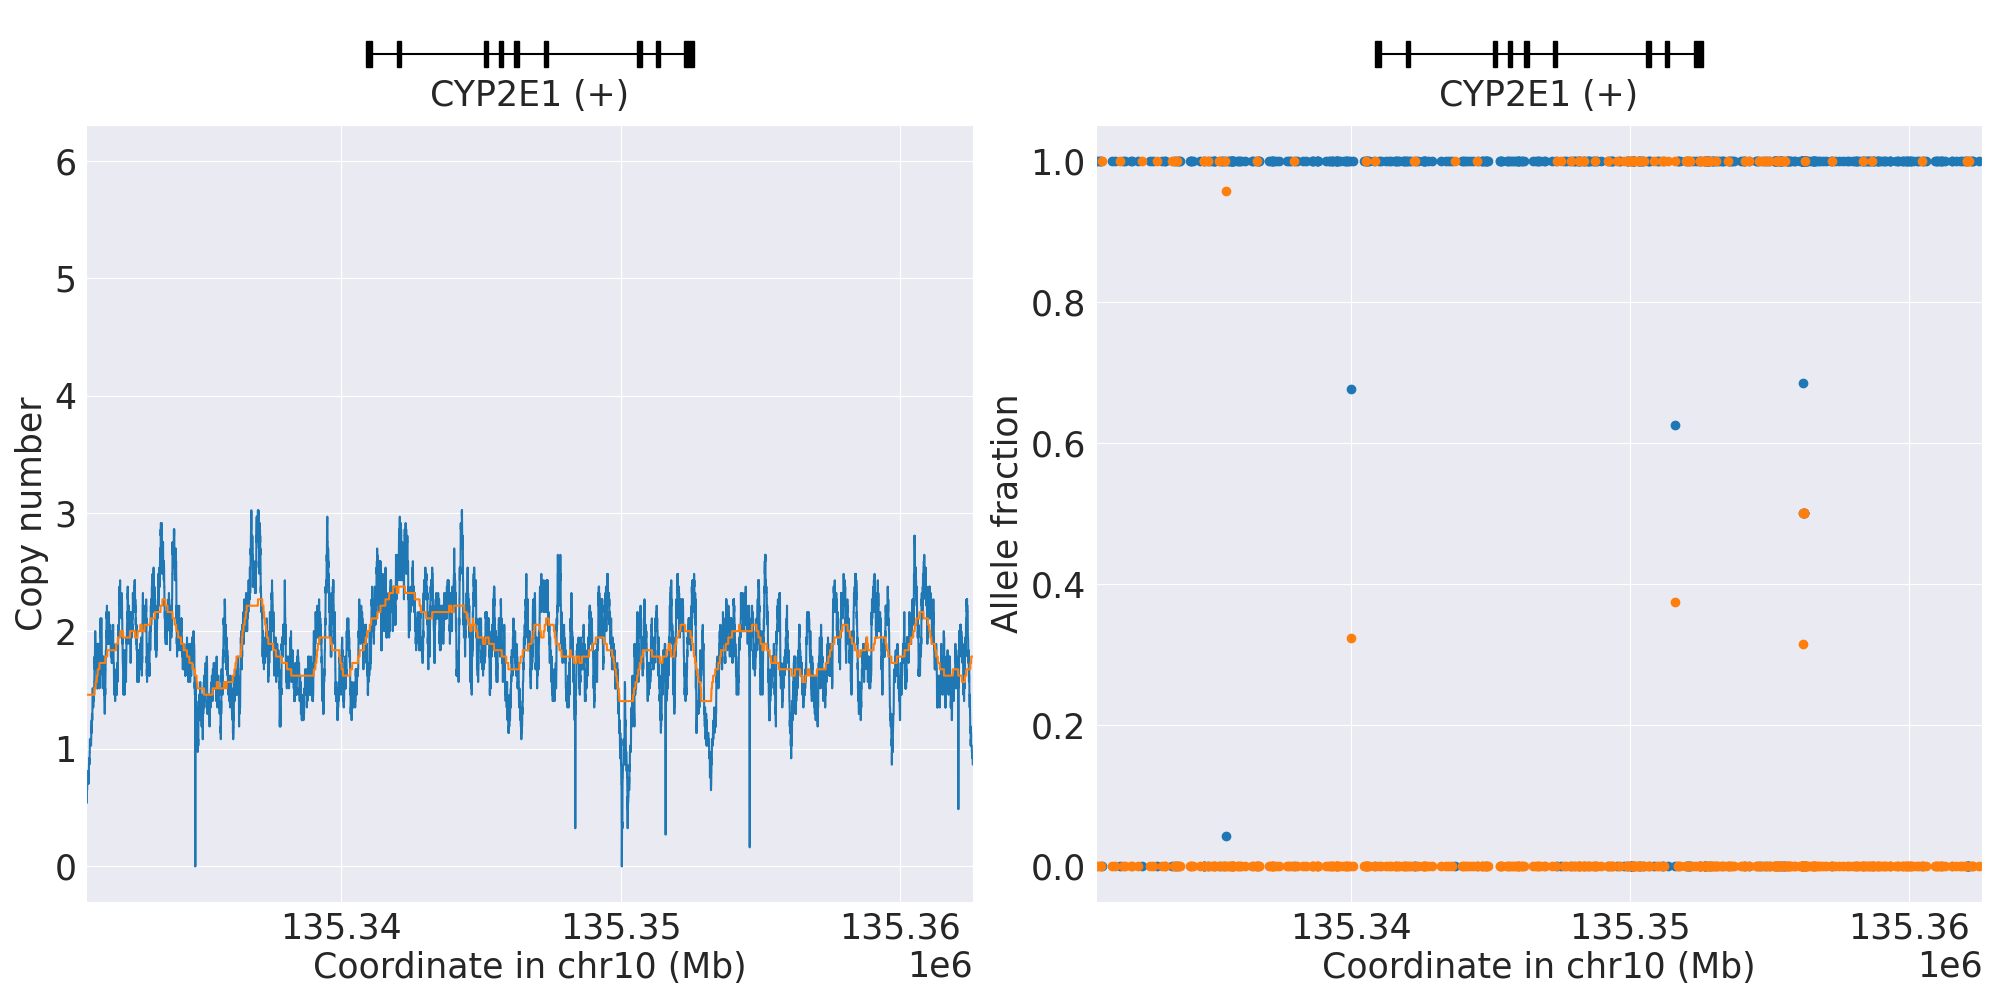 CYP2E1 (+)
6
5
4
3
2
1
0
Copy number
135.34 135.35 135.36
Coordinate in chr10 (Mb)
1e6
CYP2E1 (+)
1.0
0.8
0.6
0.4
0.2
0.0
Allele fraction
135.34 135.35 135.36
Coordinate in chr10 (Mb)
1e6